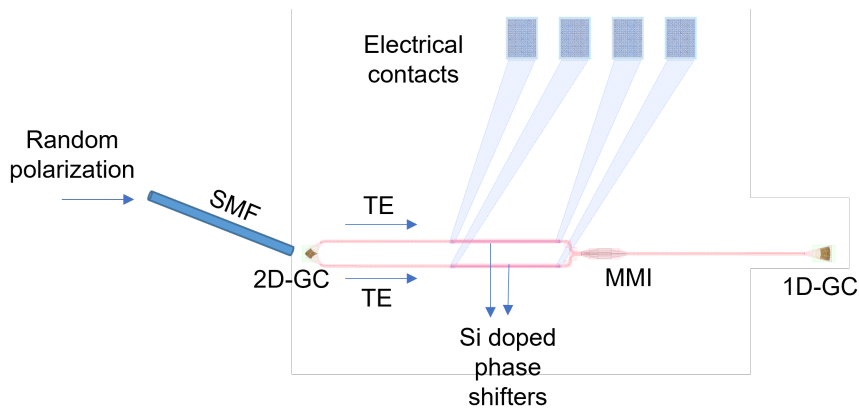 Electrical
contacts
Random
polarization
SMF
TE
2D-GC
TE
MMI
1D-GC
Si doped
phase
shifters